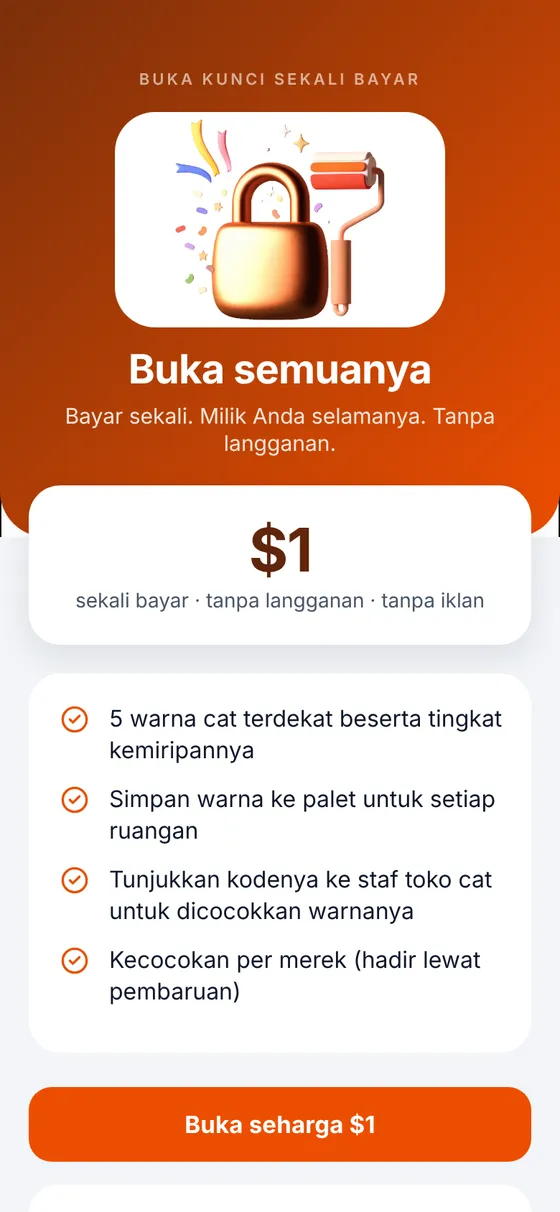 BUKA KUNCI SEKALI BAYAR
Buka semuanya
Bayar sekali. Milik Anda selamanya. Tanpa
langganan.
$1
sekali bayar · tanpa langganan · tanpa iklan
5 warna cat terdekat beserta tingkat
kemiripannya
Simpan warna ke palet untuk setiap
ruangan
Tunjukkan kodenya ke staf toko cat
untuk dicocokkan warnanya
Kecocokan per merek (hadir lewat
pembaruan)
Buka seharga $1